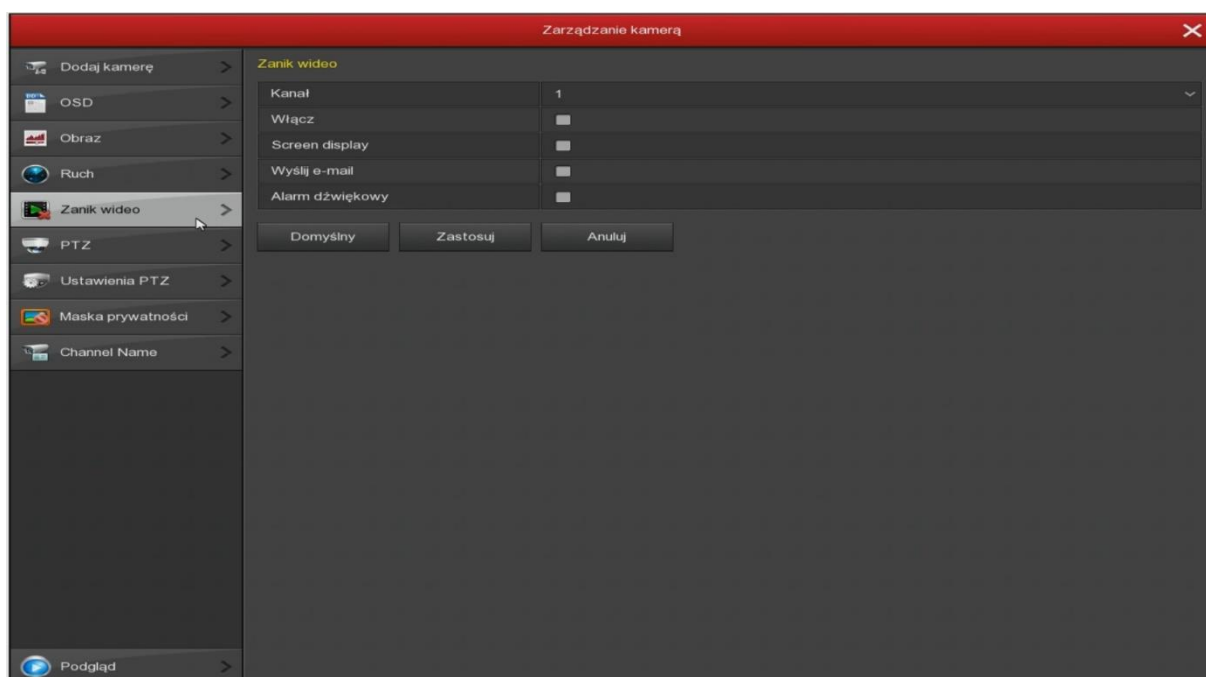 Zarządzanie kamerą
Dodaj kamerę
OSD
Obraz
Ruch
Zanik wideo
PTZ
Ustawienia PTZ
Maska prywatności
Channel Name
Podgląd
Zanik wideo
Kanał 1
Włącz
Screen display
Wyślij e-mail
Alarm dźwiękowy
Domyślny Zastosuj Anuluj